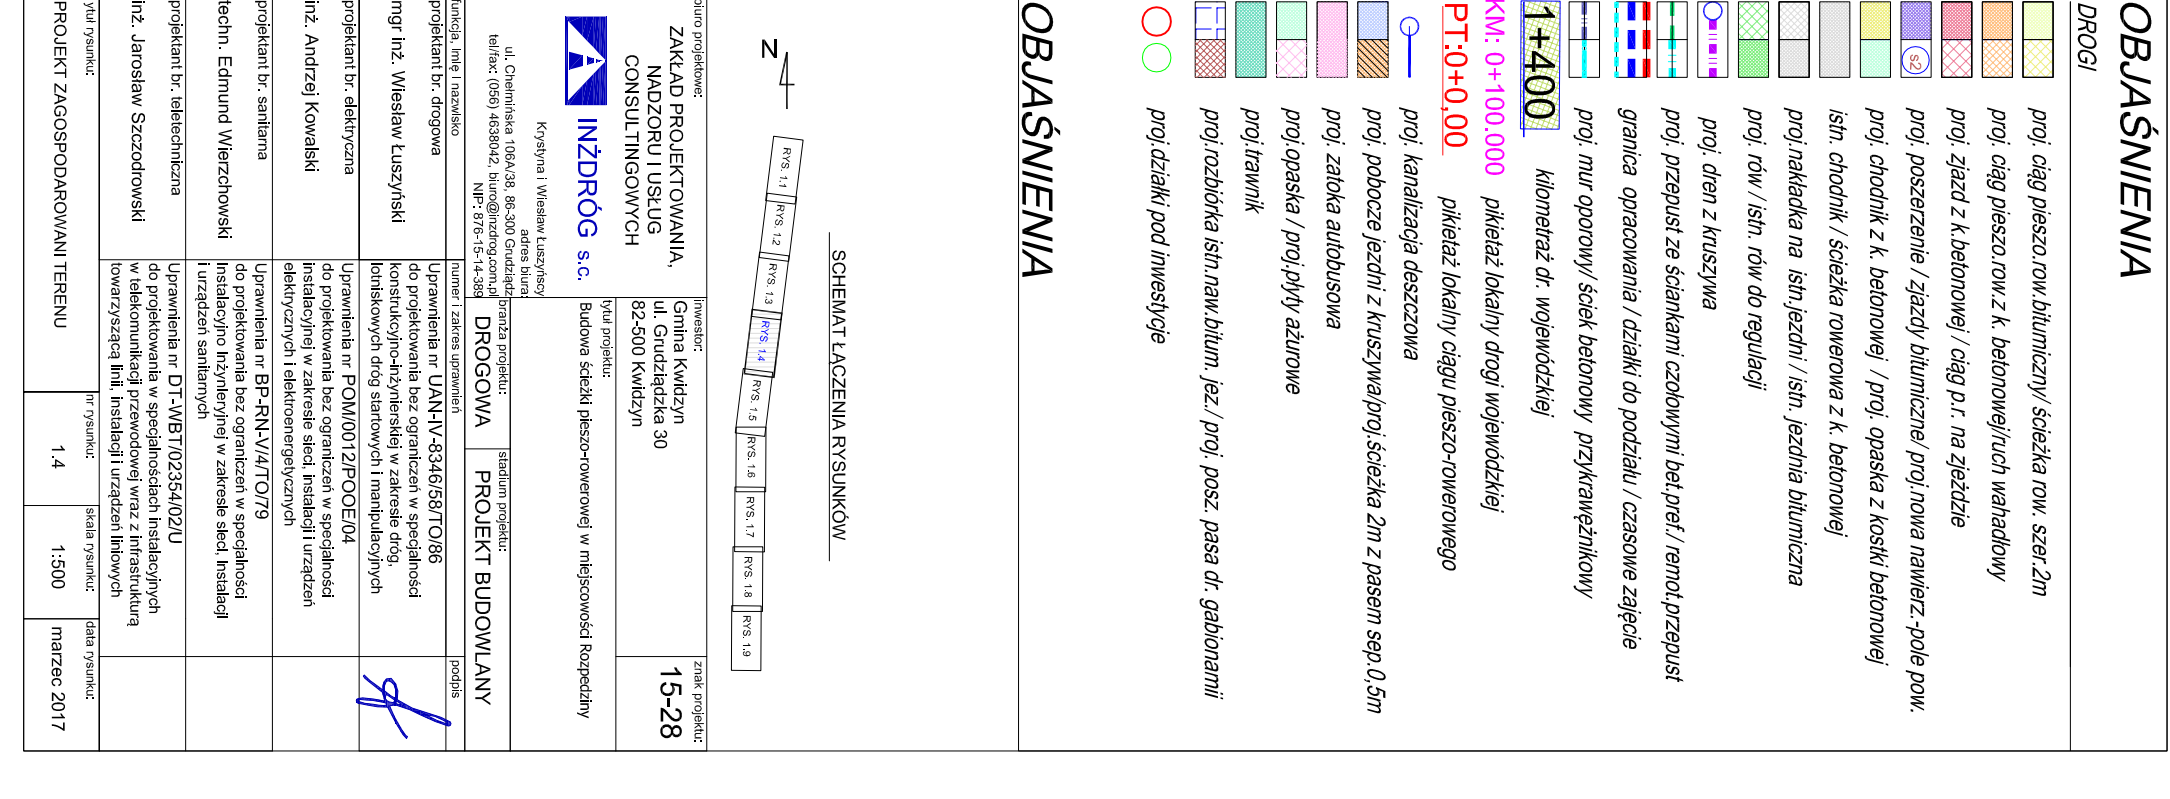 OBJAŚNIENIA
DROGI
proj. ciąg pieszo.row.bitumiczny/ ścieżka row. szer.2m
proj. ciąg pieszo.row.z k. betonowej/ruch wahadłowy
proj. zjazd z k.betonowej / ciąg p.r. na zjeździe
s2
proj. poszerzenie / zjazdy bitumiczne/ proj.nowa nawierz.-pole pow.
proj. chodnik z k. betonowej / proj. opaska z kostki betonowej
istn. chodnik / ścieżka rowerowa z k. betonowej
proj.nakładka na istn.jezdni / istn. jezdnia bitumiczna
proj. rów / istn. rów do regulacji
proj. dren z kruszywa
proj. przepust ze ściankami czołowymi bet.pref./ remot.przepust
granica opracowania / działki do podziału / czasowe zajęcie
proj. mur oporowy/ ściek betonowy przykrawężnikowy
1+400 kilometraż dr. wojewódzkiej
KM: 0+100.000 pikietaż lokalny drogi wojewódzkiej
PT:0+0,00 pikietaż lokalny ciągu pieszo-rowerowego
proj. kanalizacja deszczowa
proj. pobocze jezdni z kruszywa/proj.ścieżka 2m z pasem sep.0,5m
proj. zatoka autobusowa
proj.opaska / proj.płyty ażurowe
proj.trawnik
proj.rozbiórka istn.naw.bitum. jez./ proj. posz. pasa dr. gabionamii
proj.działki pod inwestycje
OBJAŚNIENIA
SCHEMAT ŁĄCZENIA RYSUNKÓW
N
RYS. 1.1
RYS. 1.2
RYS. 1.3
RYS. 1.4
RYS. 1.5
RYS. 1.6
RYS. 1.7
RYS. 1.8
RYS. 1.9
biuro projektowe:
ZAKŁAD PROJEKTOWANIA,
NADZORU I USŁUG
CONSULTINGOWYCH
INŻDRÓG s.c.
Krystyna i Wiesław Łuszyńscy
adres biura:
ul. Chełmińska 106A/38, 86-300 Grudziądz
tel/fax: (056) 4638042, biuro@inzdrog.com.pl
NIP: 876-15-14-389
inwestor:
Gmina Kwidzyn
ul. Grudziądzka 30
82-500 Kwidzyn
znak projektu:
15-28
tytuł projektu:
Budowa ścieżki pieszo-rowerowej w miejscowości Rozpędziny
branża projektu:
DROGOWA
stadium projektu:
PROJEKT BUDOWLANY
funkcja, imię i nazwisko
numer i zakres uprawnień
podpis
projektant br. drogowa
mgr inż. Wiesław Łuszyński
Uprawnienia nr UAN-IV-8346/58/TO/86
do projektowania bez ograniczeń w specjalności
konstrukcyjno-inżynierskiej w zakresie dróg,
lotniskowych dróg startowych i manipulacyjnych
projektant br. elektryczna
inż. Andrzej Kowalski
Uprawnienia nr POM/0012/POOE/04
do projektowania bez ograniczeń w specjalności
instalacyjnej w zakresie sieci, instalacji i urządzeń
elektrycznych i elektroenergetycznych
projektant br. sanitarna
techn. Edmund Wierzchowski
Uprawnienia nr BP-RN-V/4/TO/79
do projektowania bez ograniczeń w specjalności
instalacyjno inżynieryjnej w zakresie sieci, instalacji
i urządzeń sanitarnych
projektant br. teletechniczna
inż. Jarosław Szczodrowski
Uprawnienia nr DT-WBT/02354/02/U
do projektowania w specjalnościach instalacyjnych
w telekomunikacji przewodowej wraz z infrastrukturą
towarzyszącą linii, instalacji i urządzeń liniowych
ytuł rysunku:
PROJEKT ZAGOSPODAROWANI TERENU
nr rysunku:
1.4
skala rysunku:
1:500
data rysunku:
marzec 2017